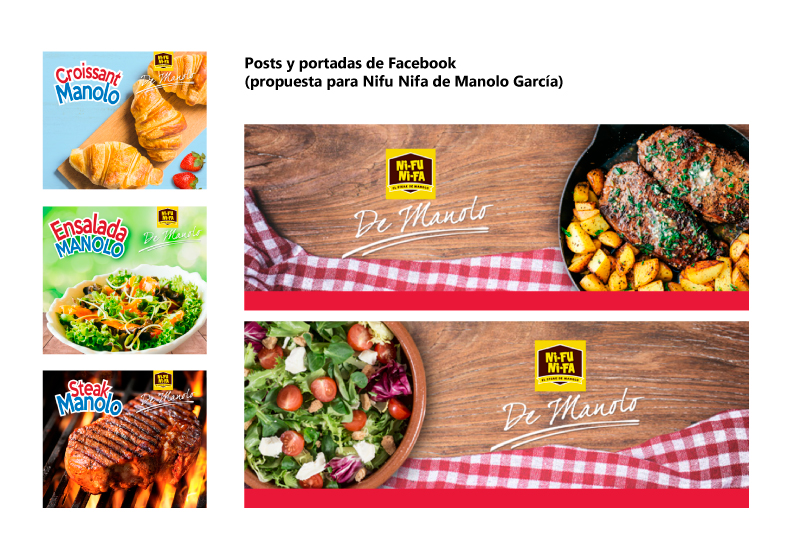 Posts y portadas de Facebook
(propuesta para Nifu Nifa de Manolo García)
Croissant
Manolo
Ni-FU
Ni-FA
De Manolo
Ensalada
MANOLO
Ni-FU
Ni-FA
De Manolo
Steak
Manolo
Ni-FU
Ni-FA
De Manolo
Ni-FU
Ni-FA
EL STEAK DE MANOLO
De Manolo
Ni-FU
Ni-FA
EL STEAK DE MANOLO
De Manolo